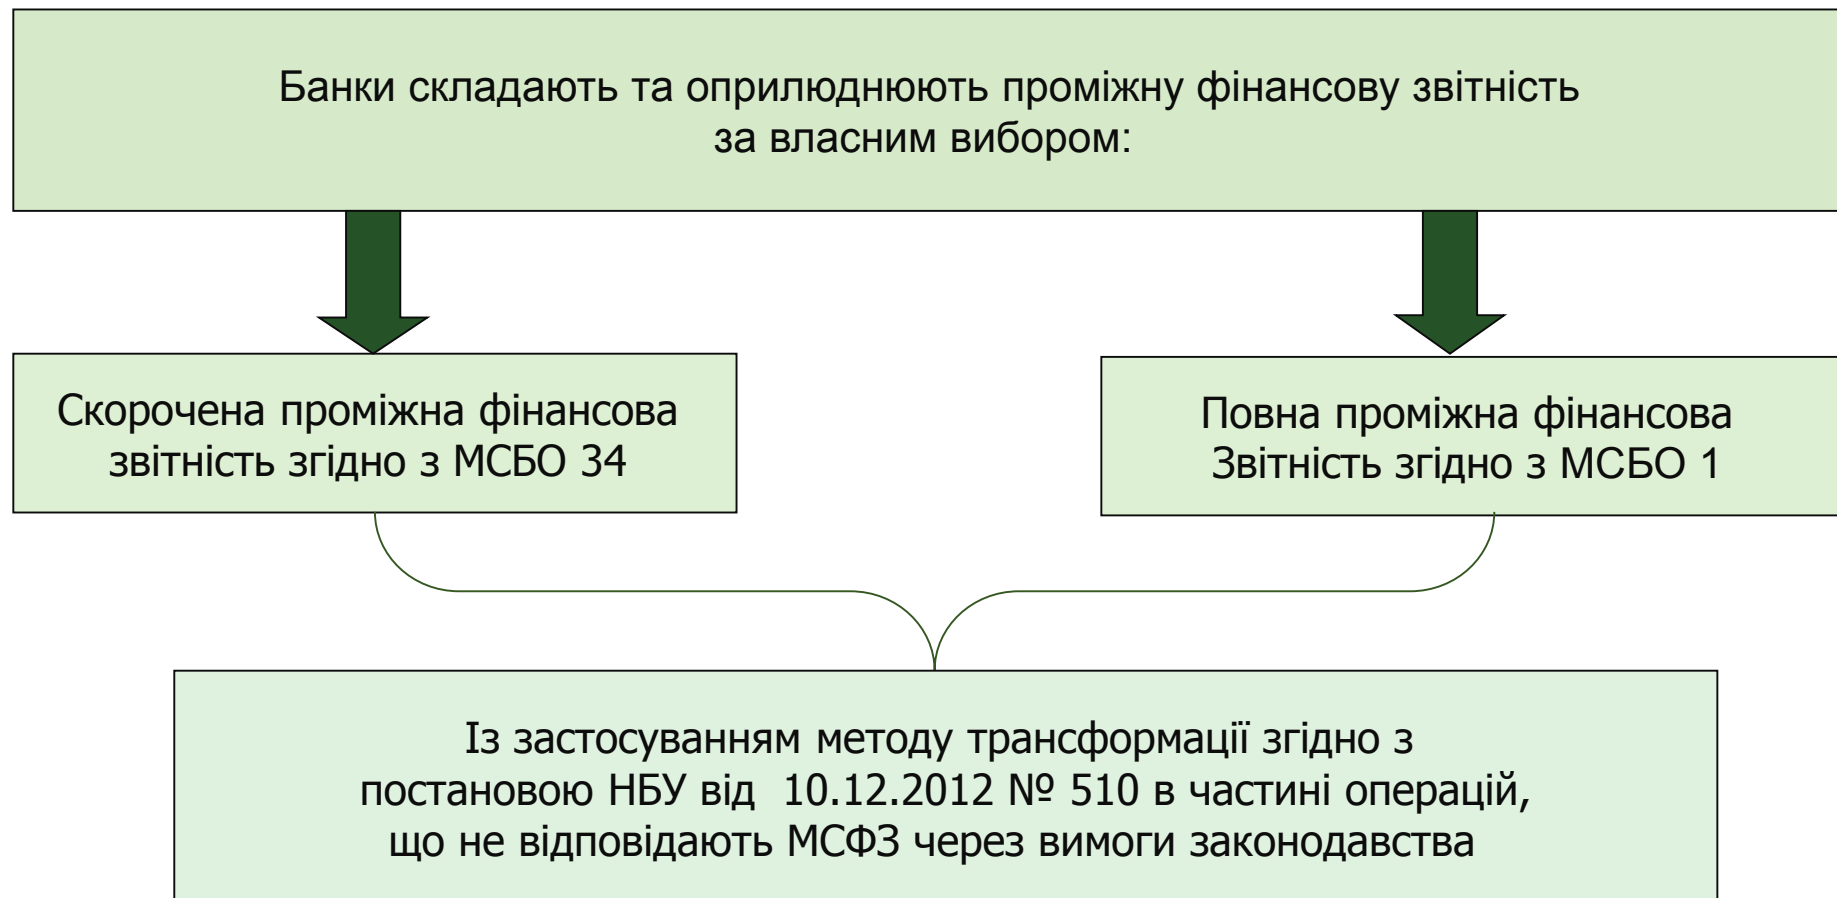 Банки складають та оприлюднюють проміжну фінансову звітність
за власним вибором:
Скорочена проміжна фінансова
звітність згідно з МСБО 34
Повна проміжна фінансова
Звітність згідно з МСБО 1
Із застосуванням методу трансформації згідно з
постановою НБУ від 10.12.2012 № 510 в частині операцій,
що не відповідають МСФЗ через вимоги законодавства